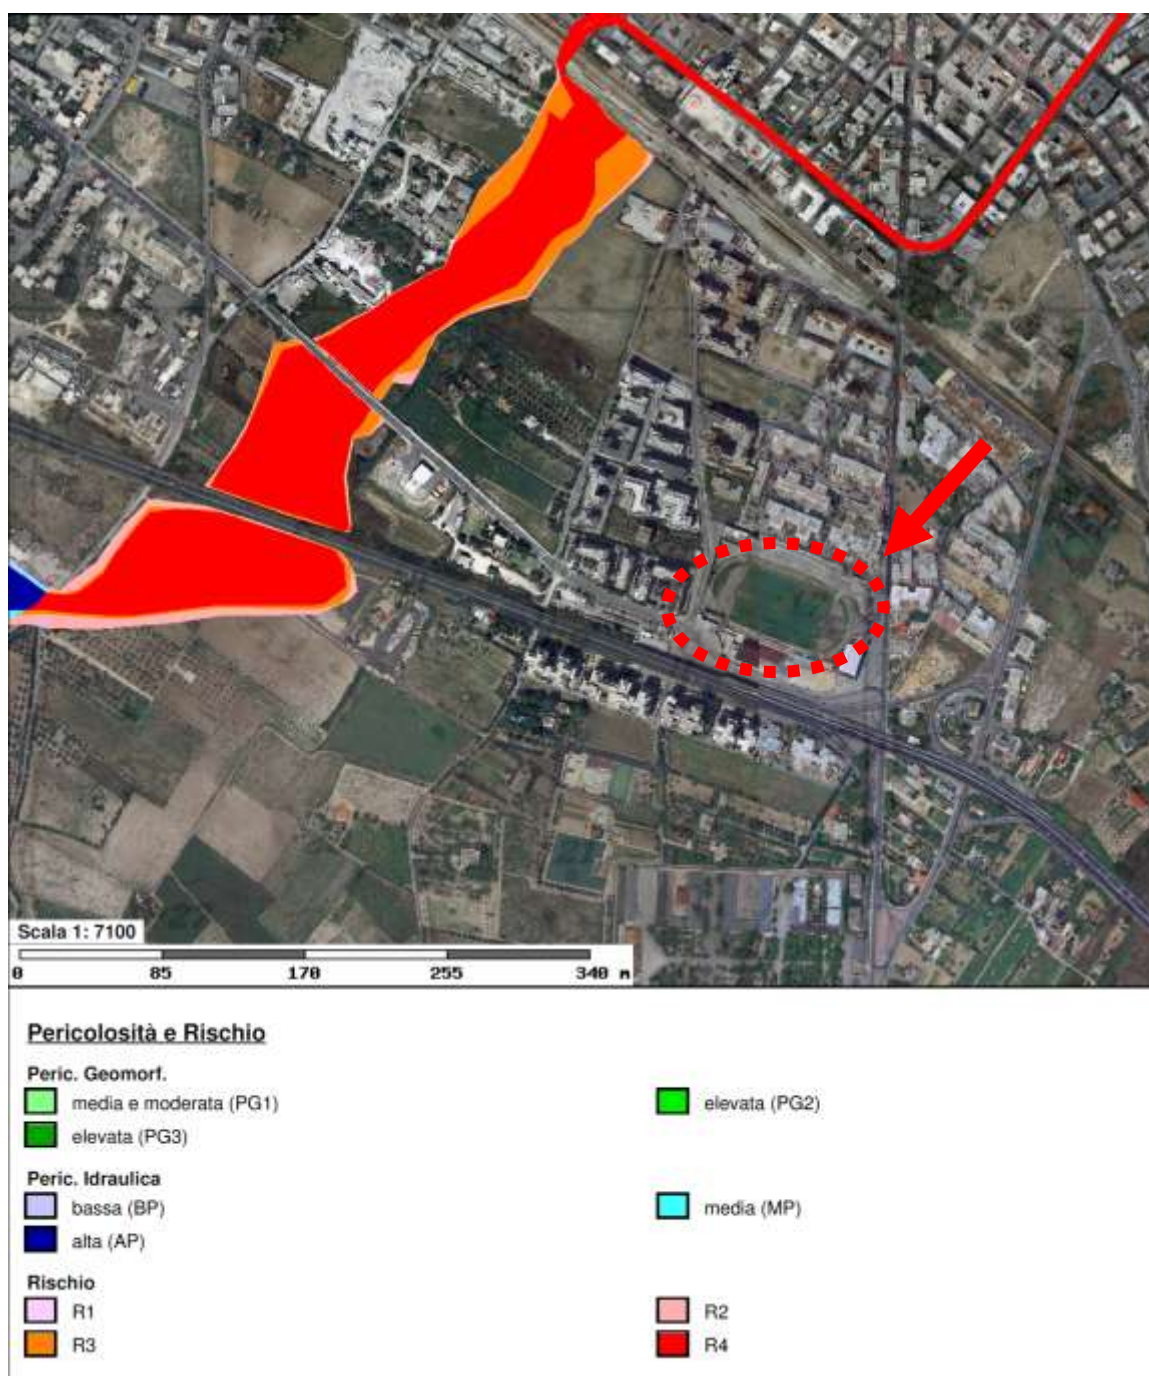 Scala 1: 7100
0 85 170 255 340 m
Pericolosità e Rischio
Peric. Geomorf.
media e moderata (PG1)
elevata (PG2)
elevata (PG3)
Peric. Idraulica
bassa (BP)
media (MP)
alta (AP)
Rischio
R1
R2
R3
R4